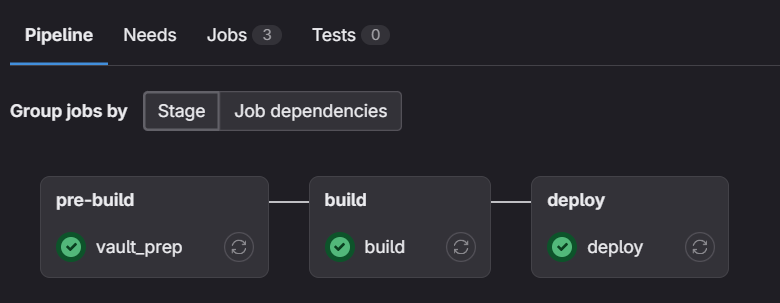 Pipeline Needs Jobs 3 Tests 0
Group jobs by Stage Job dependencies
pre-build build deploy
vault_prep build deploy